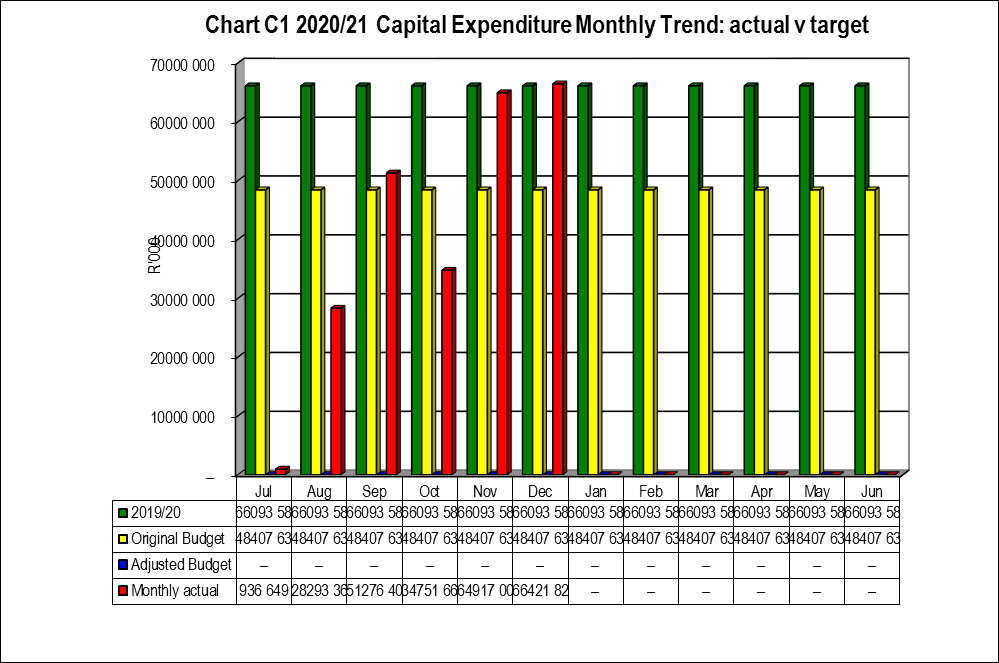 Chart C1 2020/21 Capital Expenditure Monthly Trend: actual v target
70000 000
60000 000
50000 000
40000 000
30000 000
20000 000
10000 000
–
R'000
Jul Aug Sep Oct Nov Dec Jan Feb Mar Apr May Jun
2019/20 66093 58 66093 58 66093 58 66093 58 66093 58 66093 58 66093 58 66093 58 66093 58 66093 58 66093 58 66093 58
Original Budget 48407 63 48407 63 48407 63 48407 63 48407 63 48407 63 48407 63 48407 63 48407 63 48407 63 48407 63 48407 63
Adjusted Budget – – – – – – – – – – – –
Monthly actual 936 649 28293 36 51276 40 34751 66 64917 00 66421 82 – – – – – –